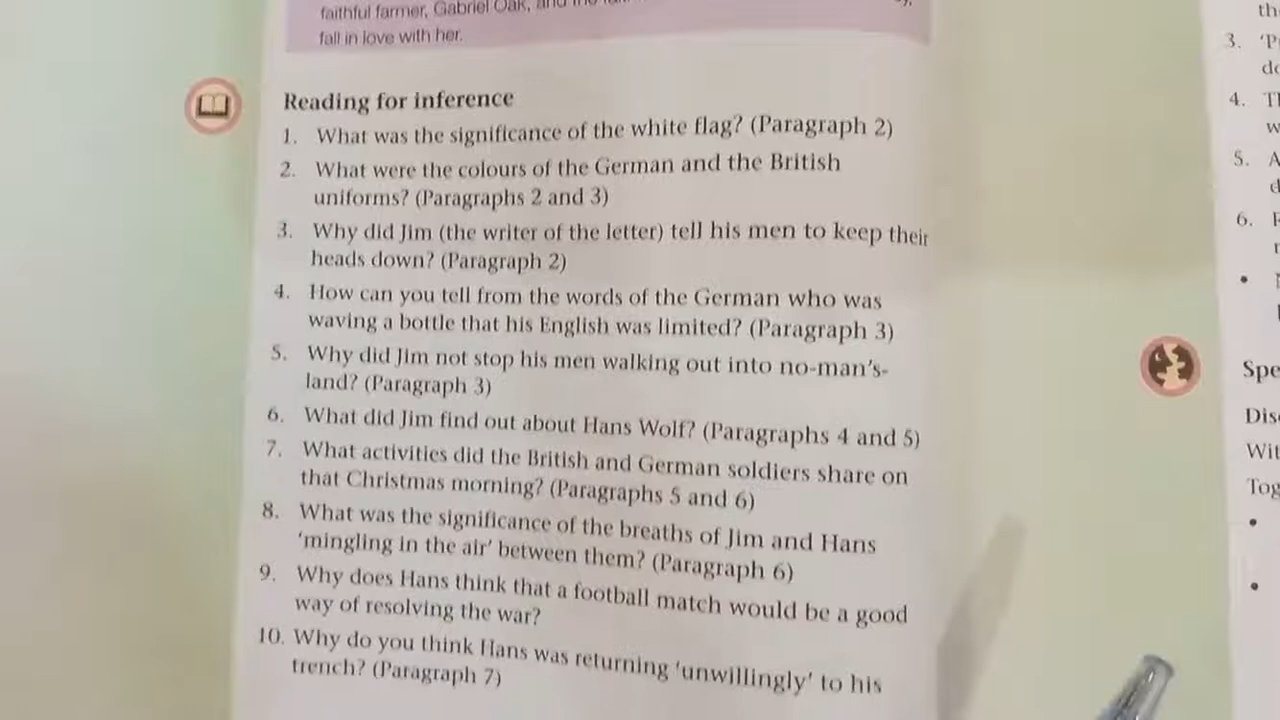 faithful farmer, Gabriel Oak, and the
fall in love with her.
Reading for inference
1. What was the significance of the white flag? (Paragraph 2)
2. What were the colours of the German and the British
uniforms? (Paragraphs 2 and 3)
3. Why did Jim (the writer of the letter) tell his men to keep their
heads down? (Paragraph 2)
4. How can you tell from the words of the German who was
waving a bottle that his English was limited? (Paragraph 3)
5. Why did Jim not stop his men walking out into no-man's-
land? (Paragraph 3)
6. What did Jim find out about Hans Wolf? (Paragraphs 4 and 5)
7. What activities did the British and German soldiers share on
that Christmas morning? (Paragraphs 5 and 6)
8. What was the significance of the breaths of Jim and Hans
'mingling in the air' between them? (Paragraph 6)
9. Why does Hans think that a football match would be a good
way of resolving the war?
10. Why do you think Hans was returning 'unwillingly' to his
trench? (Paragraph 7)
3.
4.
5.
6.